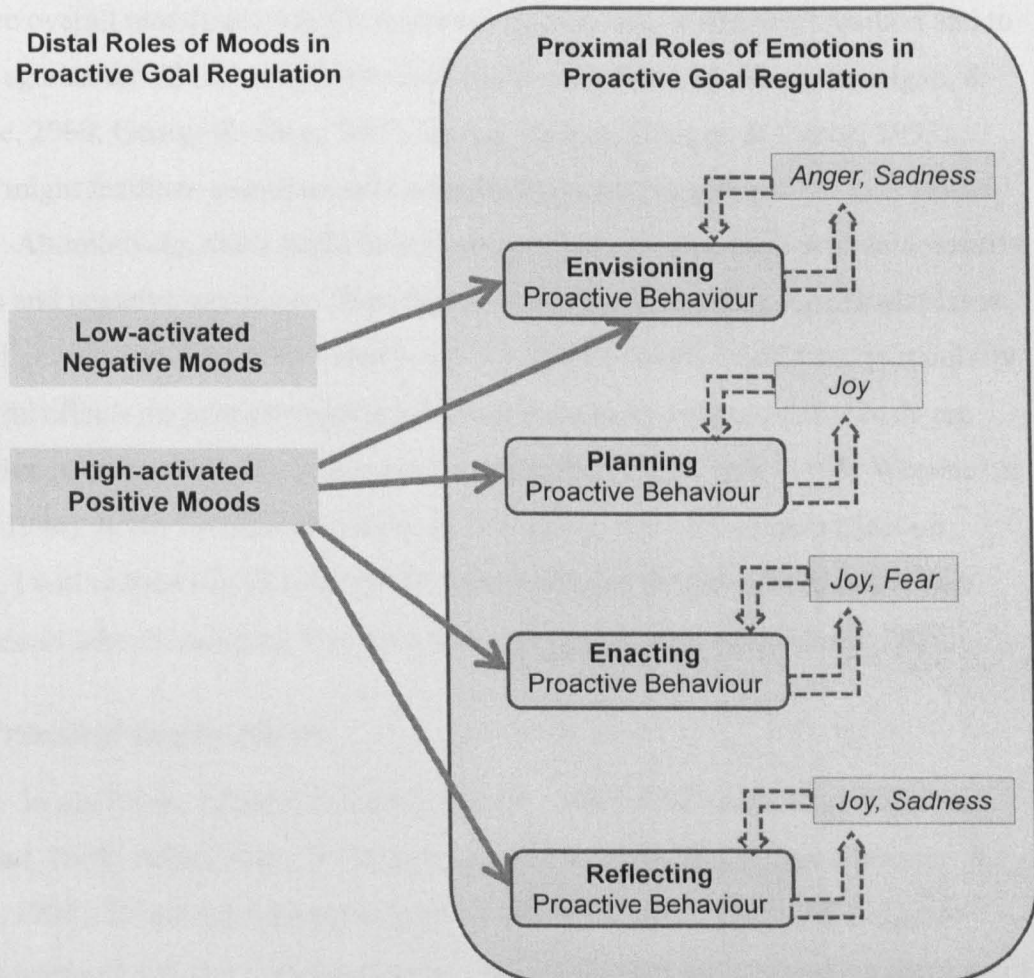 Distal Roles of Moods in
Proactive Goal Regulation
Proximal Roles of Emotions in
Proactive Goal Regulation
Anger, Sadness
Envisioning
Proactive Behaviour
Low-activated
Negative Moods
Joy
High-activated
Positive Moods
Planning
Proactive Behaviour
Joy, Fear
Enacting
Proactive Behaviour
Joy, Sadness
Reflecting
Proactive Behaviour